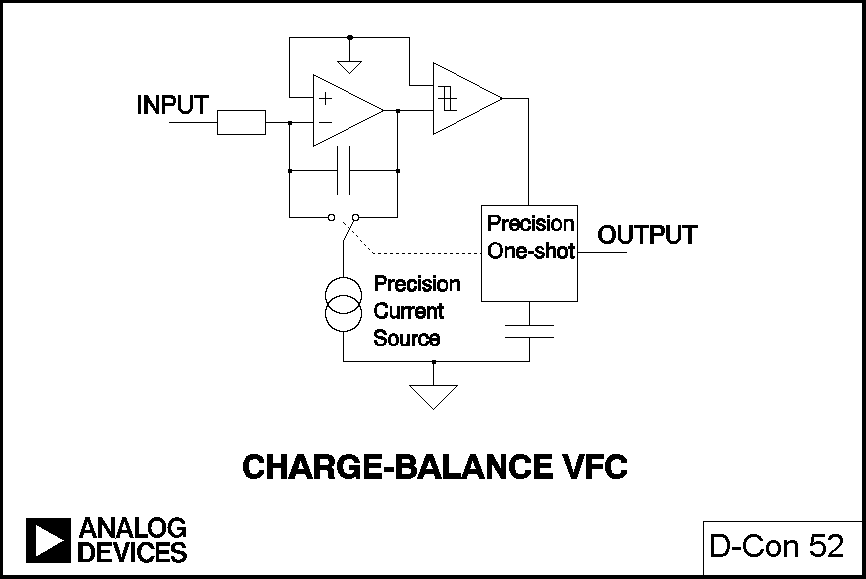 INPUT
+
−
Precision
One-shot
OUTPUT
Precision
Current
Source
CHARGE-BALANCE VFC
ANALOG
DEVICES
D-Con 52